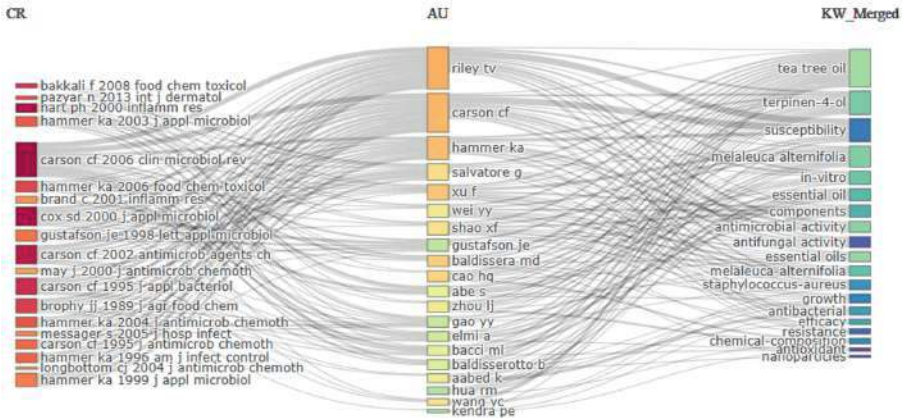 CR
AU
KW_Merged
bakkali f 2008 food chem toxicol
pazyar n 2013 int j dermatol
hart ph 2000 inflamm res
hammer ka 2003 j appl microbiol
carson cf 2006 clin microbiol rev
hammer ka 2006 food chem toxicol
brand c 2001 inflamm res
cox sd 2000 j appl microbiol
gustafson je 1998 lett appl microbiol
carson cf 2002 antimicrob agents ch
may j 2000 j antimicrob chemoth
carson cf 1995 j appl bacteriol
brophy jj 1989 j agr food chem
hammer ka 2004 j antimicrob chemoth
messager s 2005 j hosp infect
carson cf 1995 j antimicrob chemoth
hammer ka 1996 am j infect control
longbottom cj 2004 j antimicrob chemoth
hammer ka 1999 j appl microbiol
riley tv
carson cf
hammer ka
salvatore g
xu f
wei yy
shao xf
gustafson je
baldissera md
cao hq
abe s
zhou lj
gao yy
elmi a
bacci ml
baldisserotto b
aabed k
hua rm
wang yc
kendra pe
tea tree oil
terpinen-4-ol
susceptibility
melaleuca alternifolia
in-vitro
essential oil
components
antimicrobial activity
antifungal activity
essential oils
melaleuca-alternifolia
staphylococcus-aureus
growth
antibacterial
efficacy
resistance
chemical-composition
antioxidant
nanoparticles